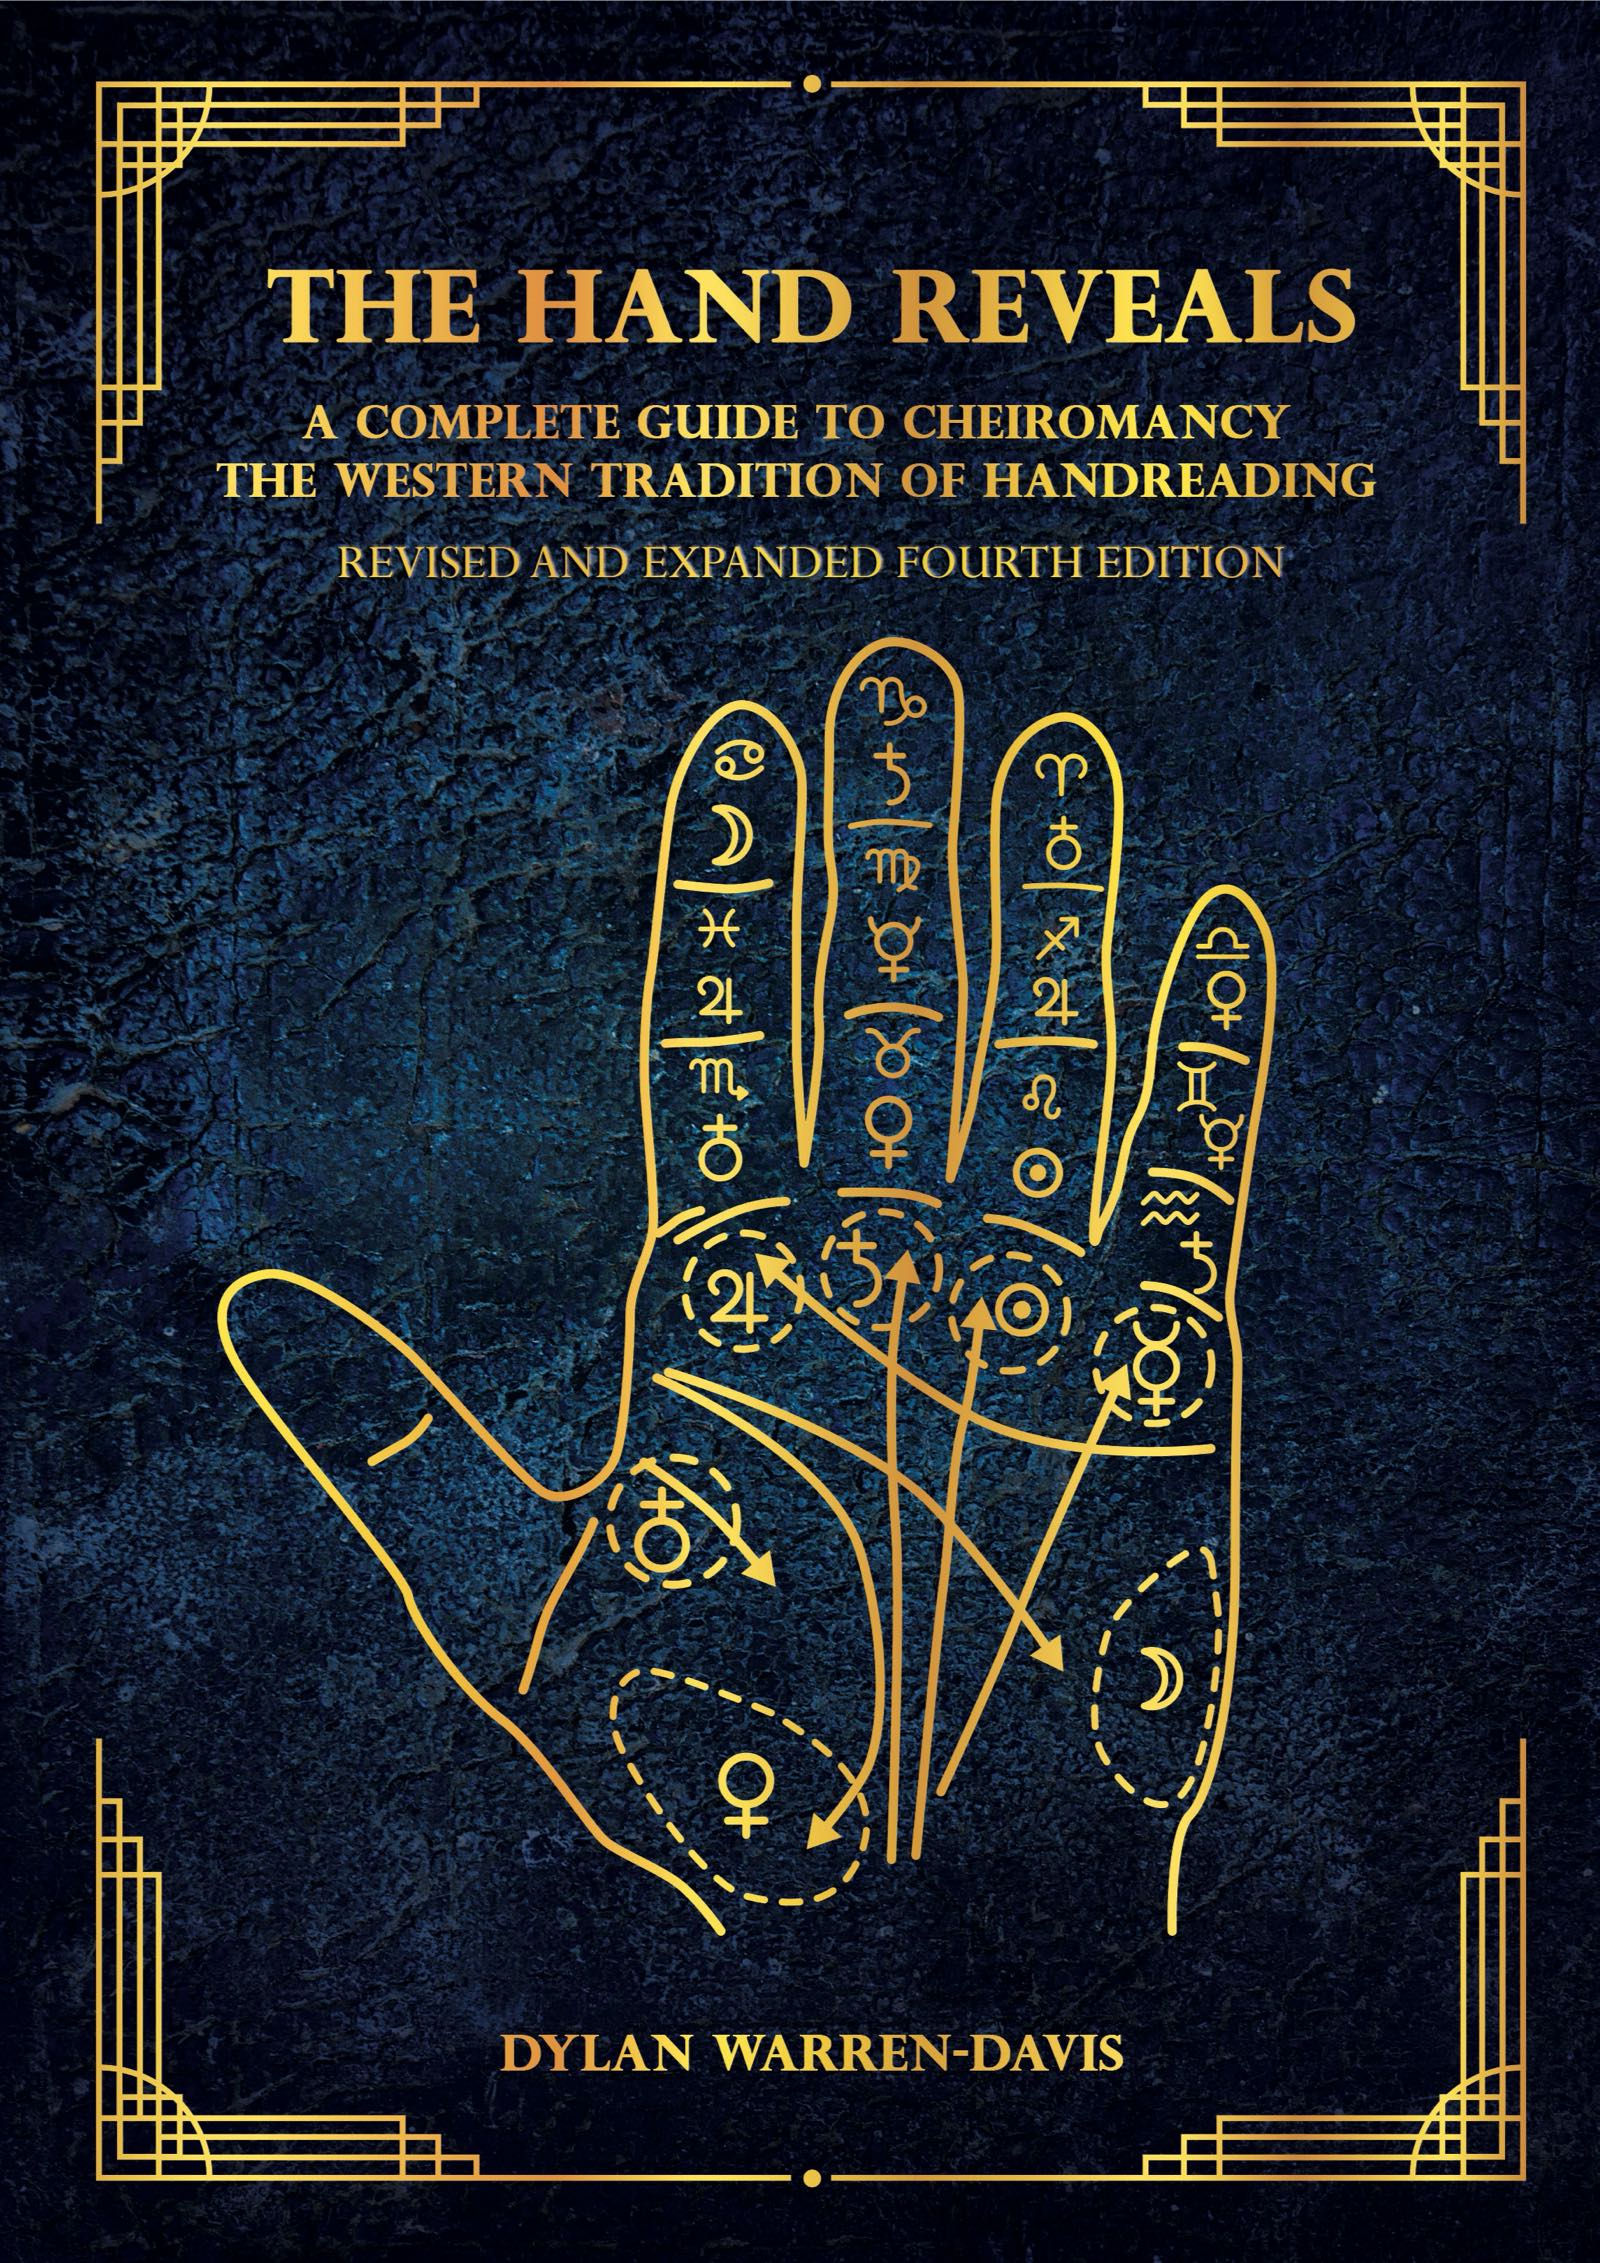 THE HAND REVEALS
A COMPLETE GUIDE TO CHEIROMANCY
THE WESTERN TRADITION OF HANDREADING
REVISED AND EXPANDED FOURTH EDITION
DYLAN WARREN-DAVIS